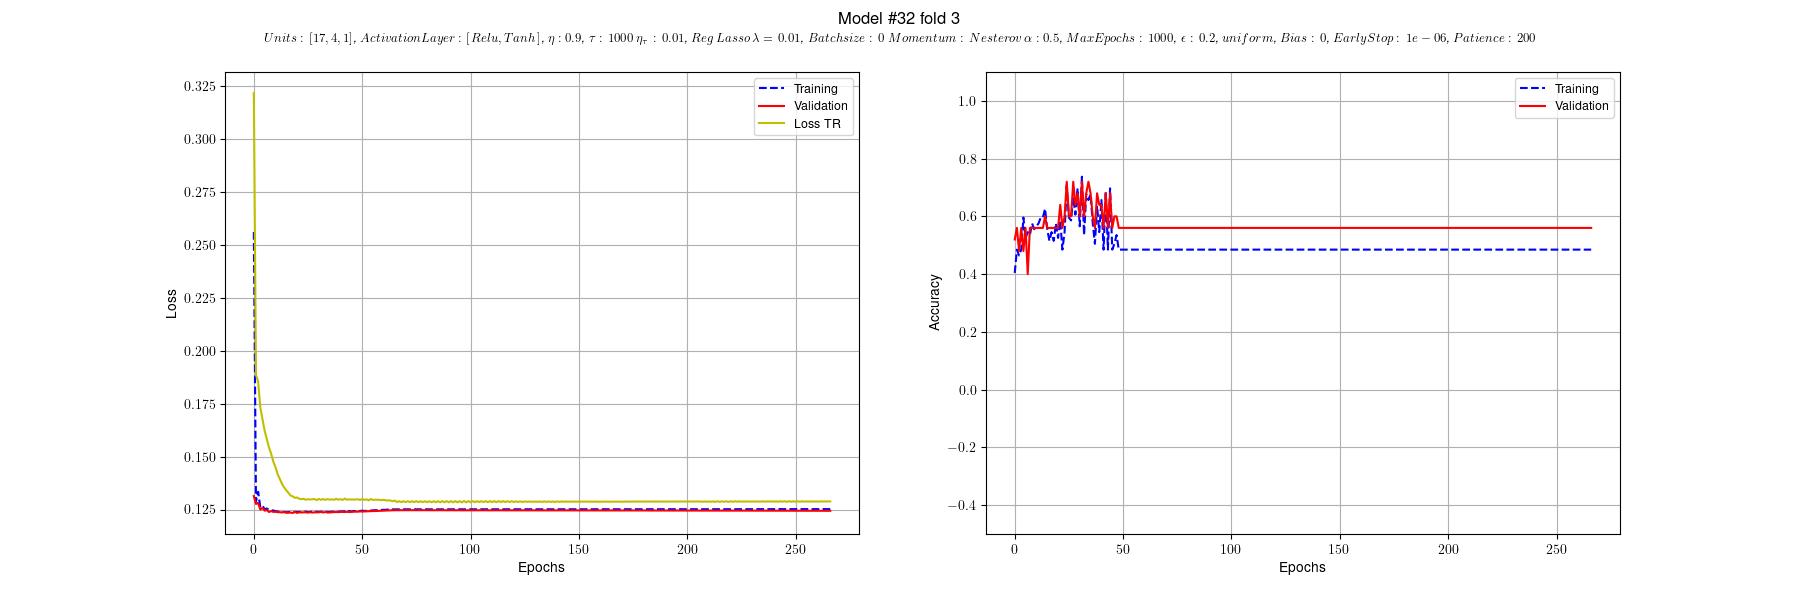 Model #32 fold 3
Units : [17, 4, 1], ActivationLayer : [Relu, Tanh], η : 0.9, τ : 1000 ητ : 0.01, Reg Lasso λ = 0.01, Batchsize : 0 Momentum : Nesterov α : 0.5, MaxEpochs : 1000, ϵ : 0.2, uniform, Bias : 0, EarlyStop : 1e − 06, Patience : 200
0.325
0.300
0.275
0.250
0.225
0.200
0.175
0.150
0.125
Loss
0 50 100 150 200 250
Epochs
Training
Validation
Loss TR
1.0
0.8
0.6
0.4
0.2
0.0
−0.2
−0.4
Accuracy
0 50 100 150 200 250
Epochs
Training
Validation